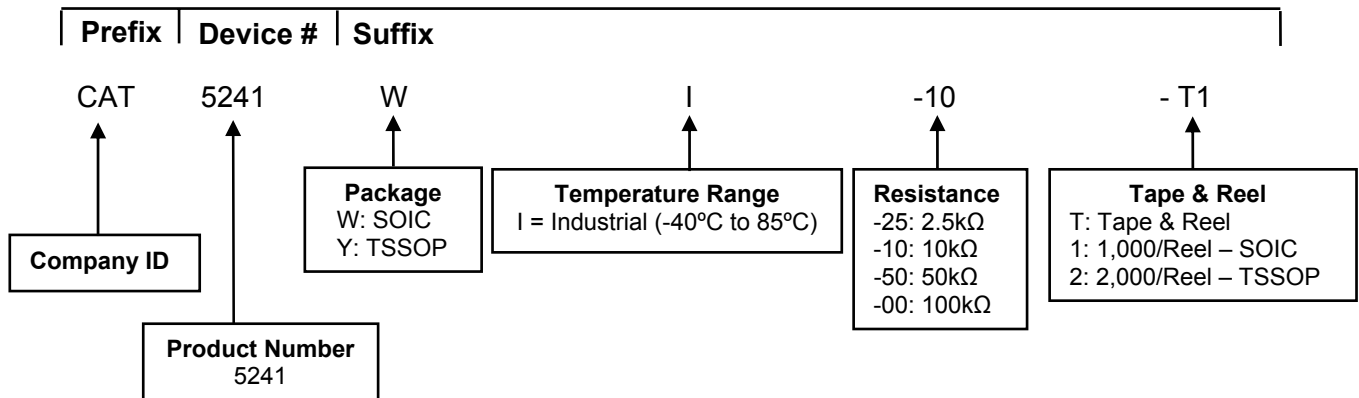 Prefix Device # Suffix
CAT 5241 W I -10 - T1
Company ID
Product Number
5241
Package
W: SOIC
Y: TSSOP
Temperature Range
I = Industrial (-40ºC to 85ºC)
Resistance
-25: 2.5kΩ
-10: 10kΩ
-50: 50kΩ
-00: 100kΩ
Tape & Reel
T: Tape & Reel
1: 1,000/Reel – SOIC
2: 2,000/Reel – TSSOP